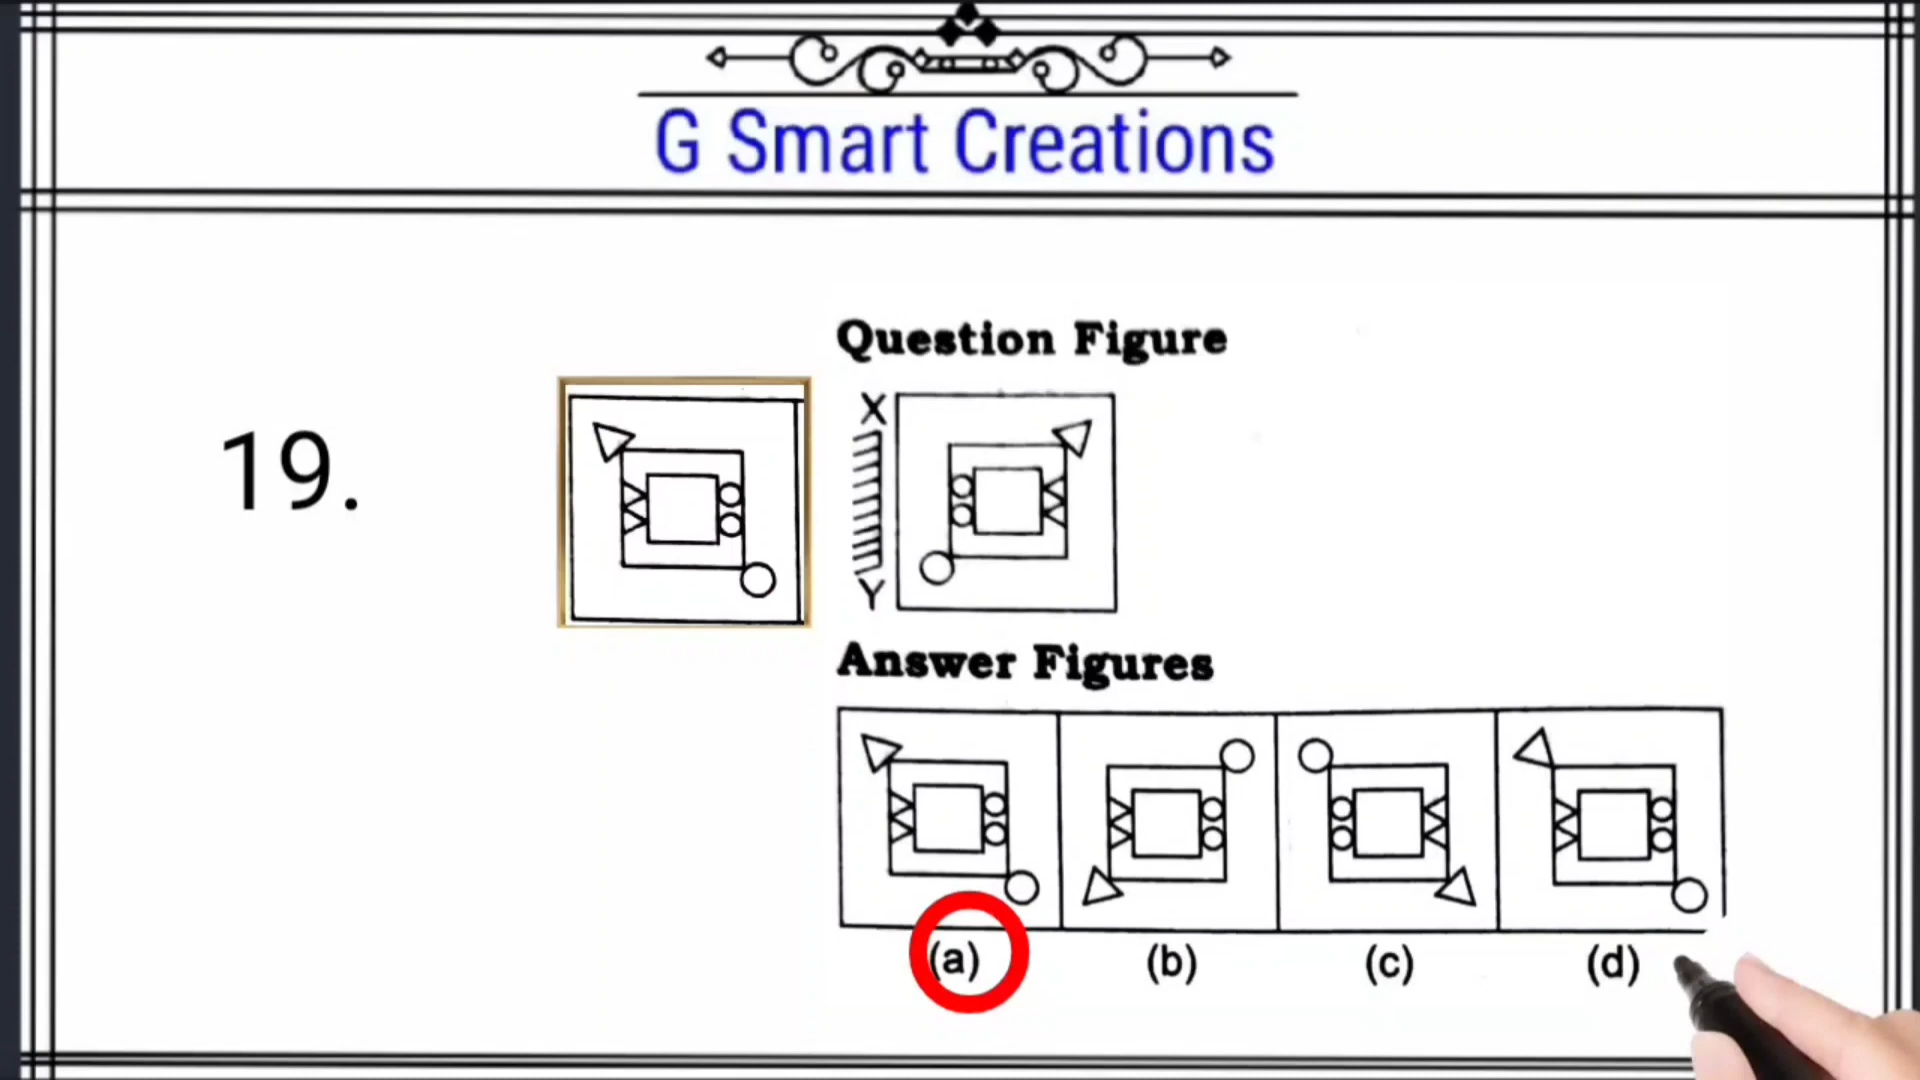 G Smart Creations
Question Figure
19.
X
Y
Answer Figures
(a) (b) (c) (d)